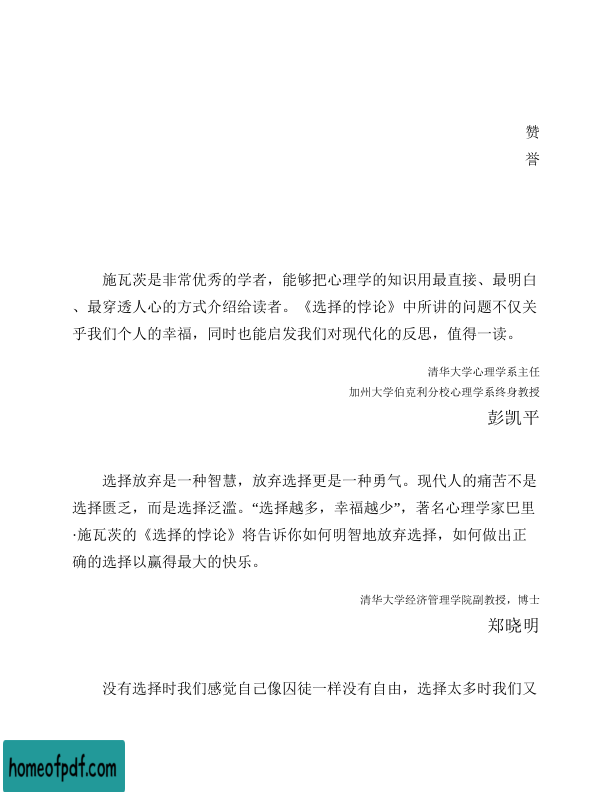 赞
誉
施瓦茨是非常优秀的学者，能够把心理学的知识用最直接、最明白
、最穿透人心的方式介绍给读者。《选择的悖论》中所讲的问题不仅关
乎我们个人的幸福，同时也能启发我们对现代化的反思，值得一读。
清华大学心理学系主任
加州大学伯克利分校心理学系终身教授
彭凯平
选择放弃是一种智慧，放弃选择更是一种勇气。现代人的痛苦不是
选择匮乏，而是选择泛滥。“选择越多，幸福越少”，著名心理学家巴里
·施瓦茨的《选择的悖论》将告诉你如何明智地放弃选择，如何做出正
确的选择以赢得最大的快乐。
清华大学经济管理学院副教授，博士
郑晓明
没有选择时我们感觉自己像囚徒一样没有自由，选择太多时我们又
homeofpdf.com